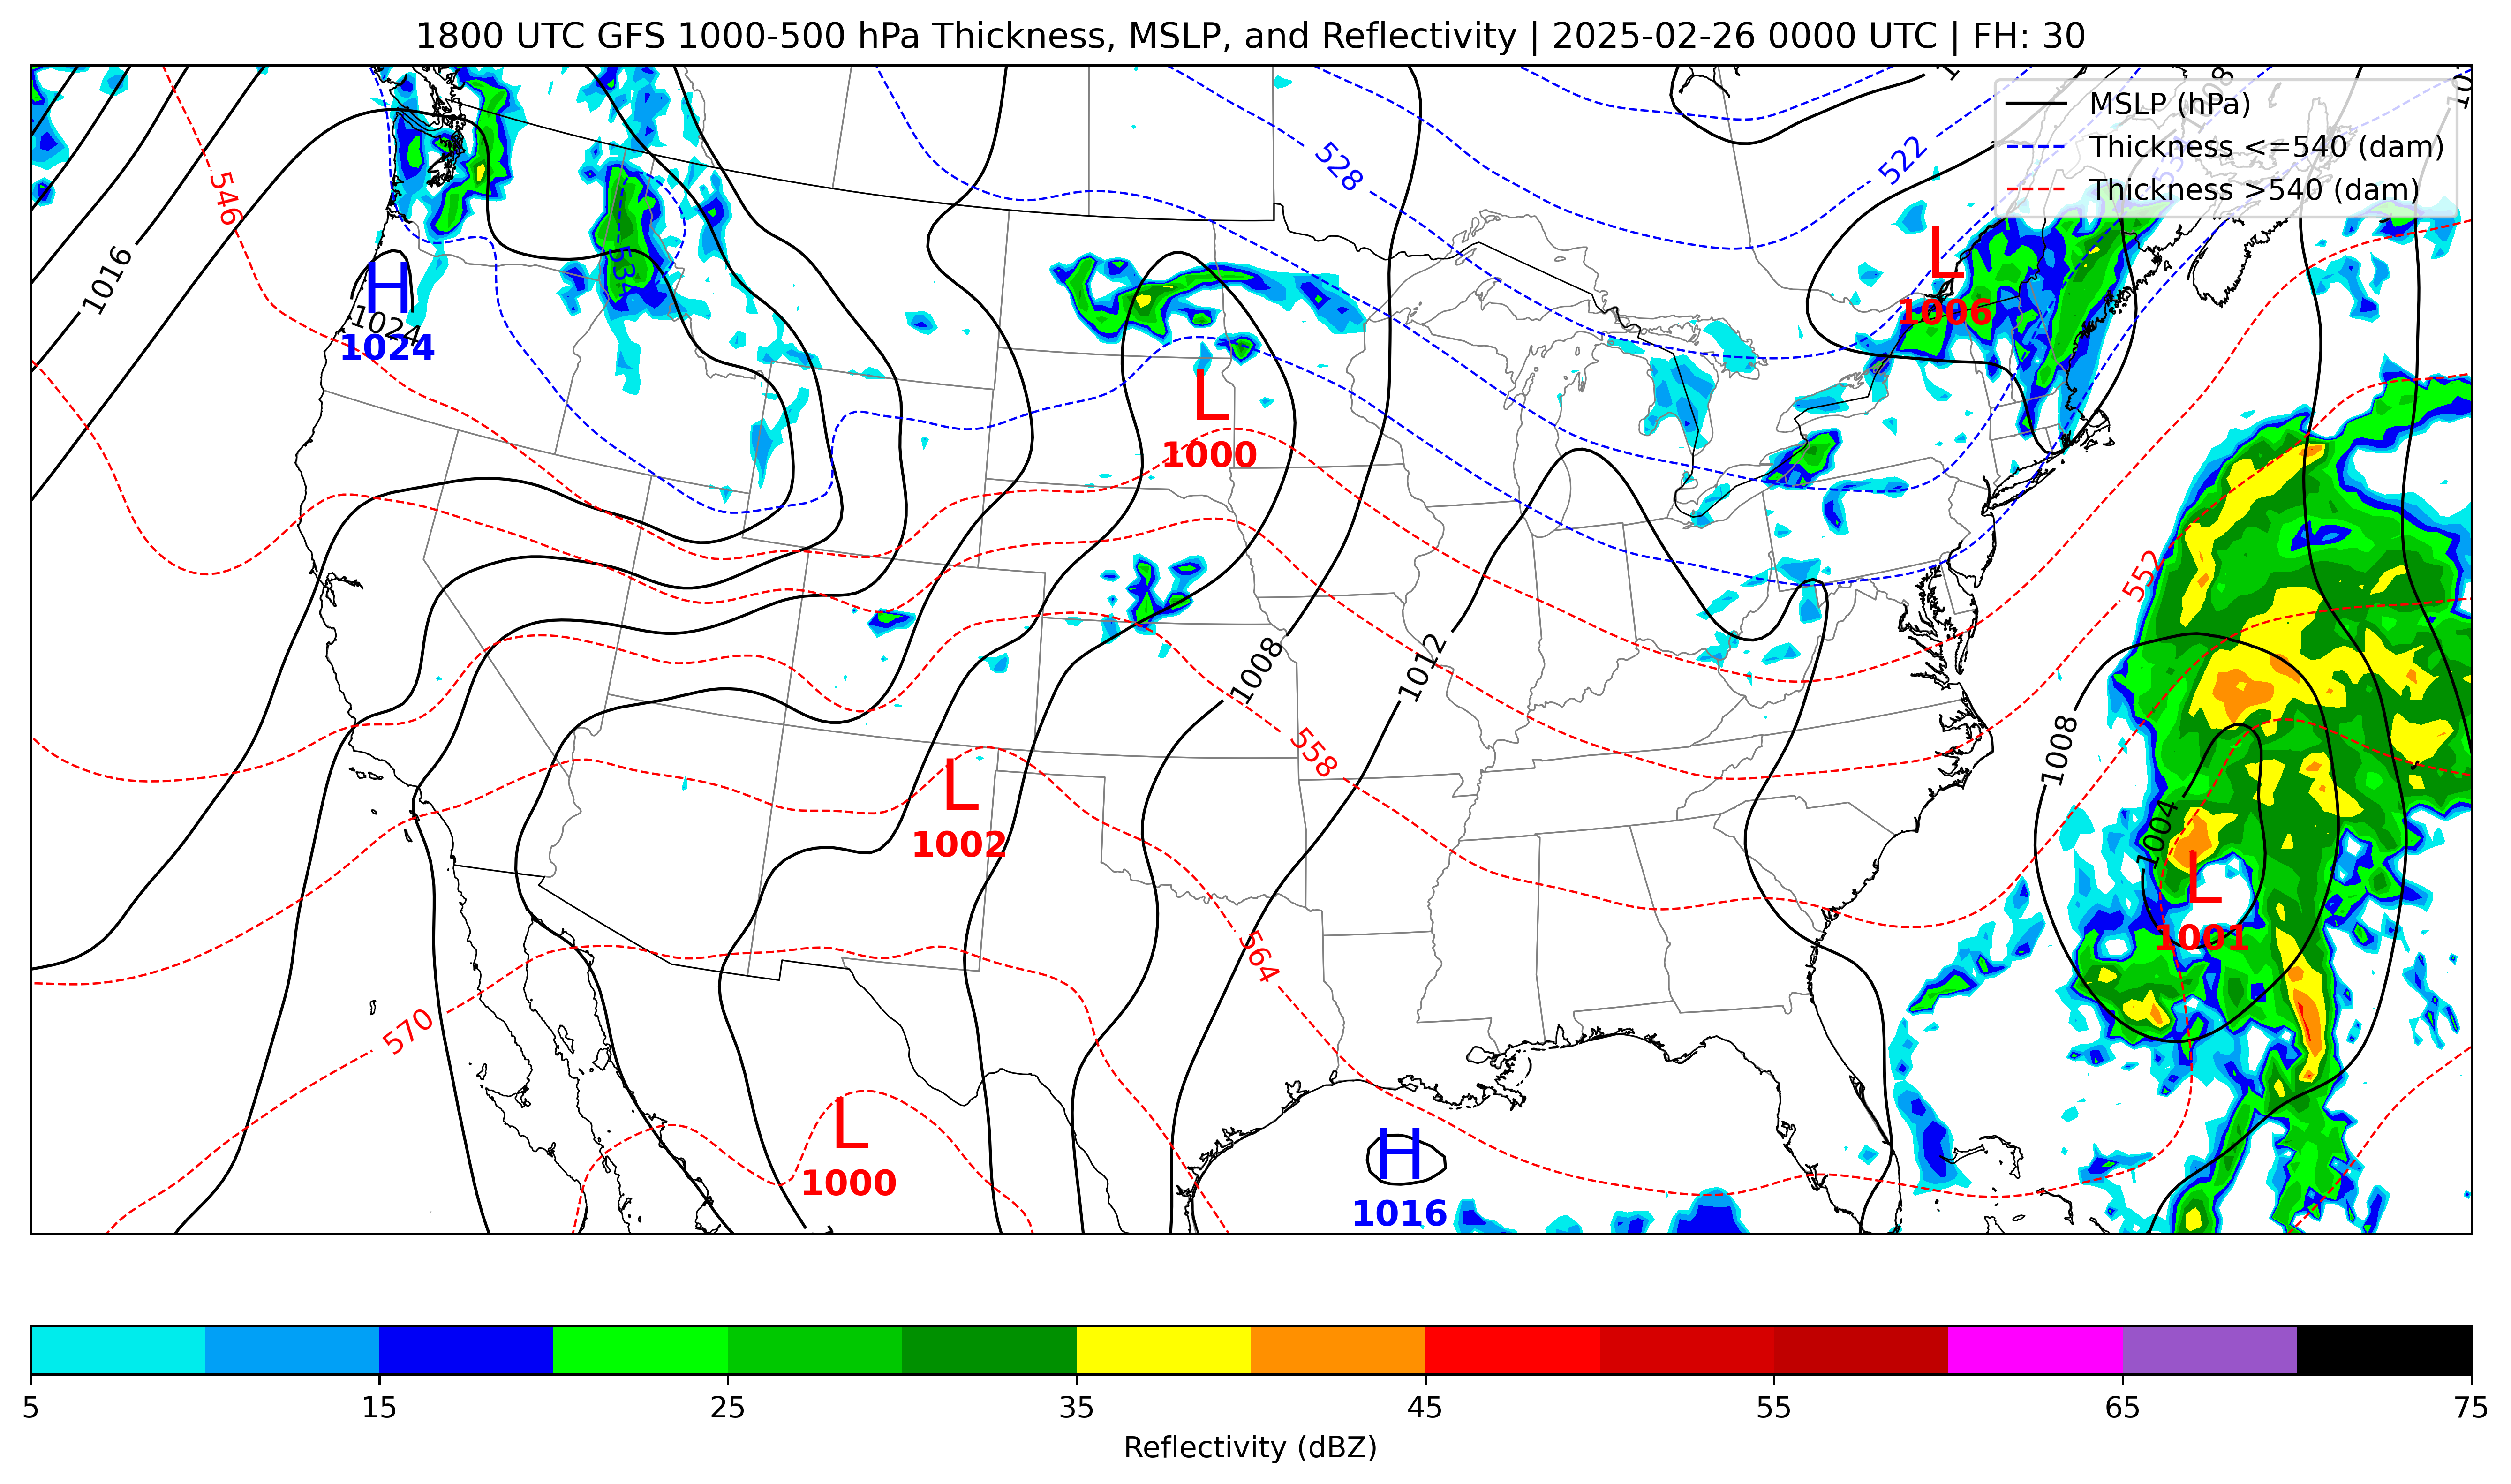 1800 UTC GFS 1000-500 hPa Thickness, MSLP, and Reflectivity | 2025-02-26 0000 UTC | FH: 30
MSLP (hPa)
Thickness <=540 (dam)
Thickness >540 (dam)
528
522
546
1016
532
H
1024
1024
L
1006
L
1000
552
1008
1012
558
1008
L
1002
1004
L
1001
564
570
L
1000
H
1016
5 15 25 35 45 55 65 75
Reflectivity (dBZ)